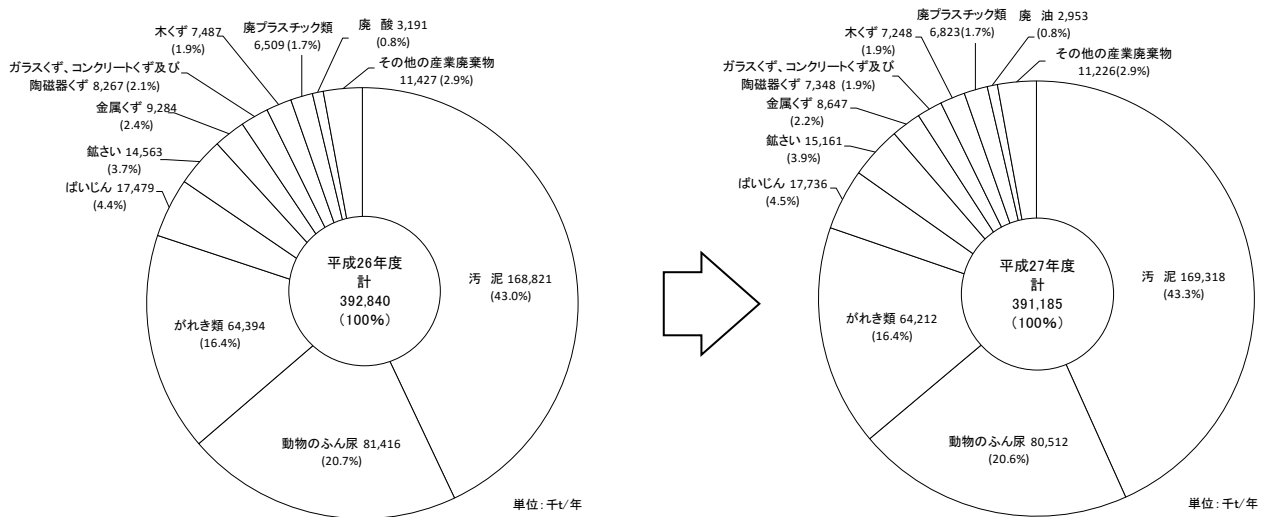 木くず 7,487
(1.9%)
廃プラスチック類
6,509 (1.7%)
廃 酸 3,191
(0.8%)
その他の産業廃棄物
11,427 (2.9%)
ガラスくず、コンクリートくず及び
陶磁器くず 8,267 (2.1%)
金属くず 9,284
(2.4%)
鉱さい 14,563
(3.7%)
ばいじん 17,479
(4.4%)
平成26年度
計
392,840
(100%)
汚 泥 168,821
(43.0%)
がれき類 64,394
(16.4%)
動物のふん尿 81,416
(20.7%)
単位：千t/年
木くず 7,248
(1.9%)
廃プラスチック類
6,823(1.7%)
廃 油 2,953
(0.8%)
その他の産業廃棄物
11,226(2.9%)
ガラスくず、コンクリートくず及び
陶磁器くず 7,348 (1.9%)
金属くず 8,647
(2.2%)
鉱さい 15,161
(3.9%)
ばいじん 17,736
(4.5%)
平成27年度
計
391,185
(100%)
汚 泥 169,318
(43.3%)
がれき類 64,212
(16.4%)
動物のふん尿 80,512
(20.6%)
単位：千t/年